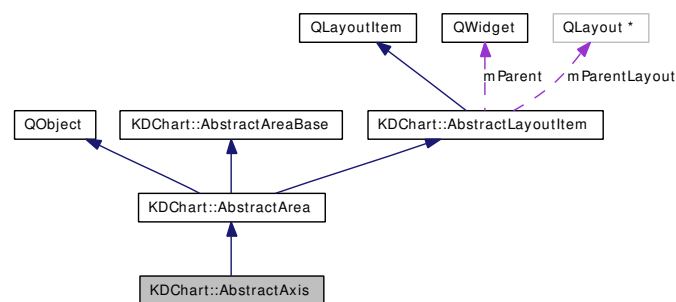 QLayoutItem
QWidget
QLayout *
mParent
mParentLayout
QObject
KDChart::AbstractAreaBase
KDChart::AbstractLayoutItem
KDChart::AbstractArea
KDChart::AbstractAxis